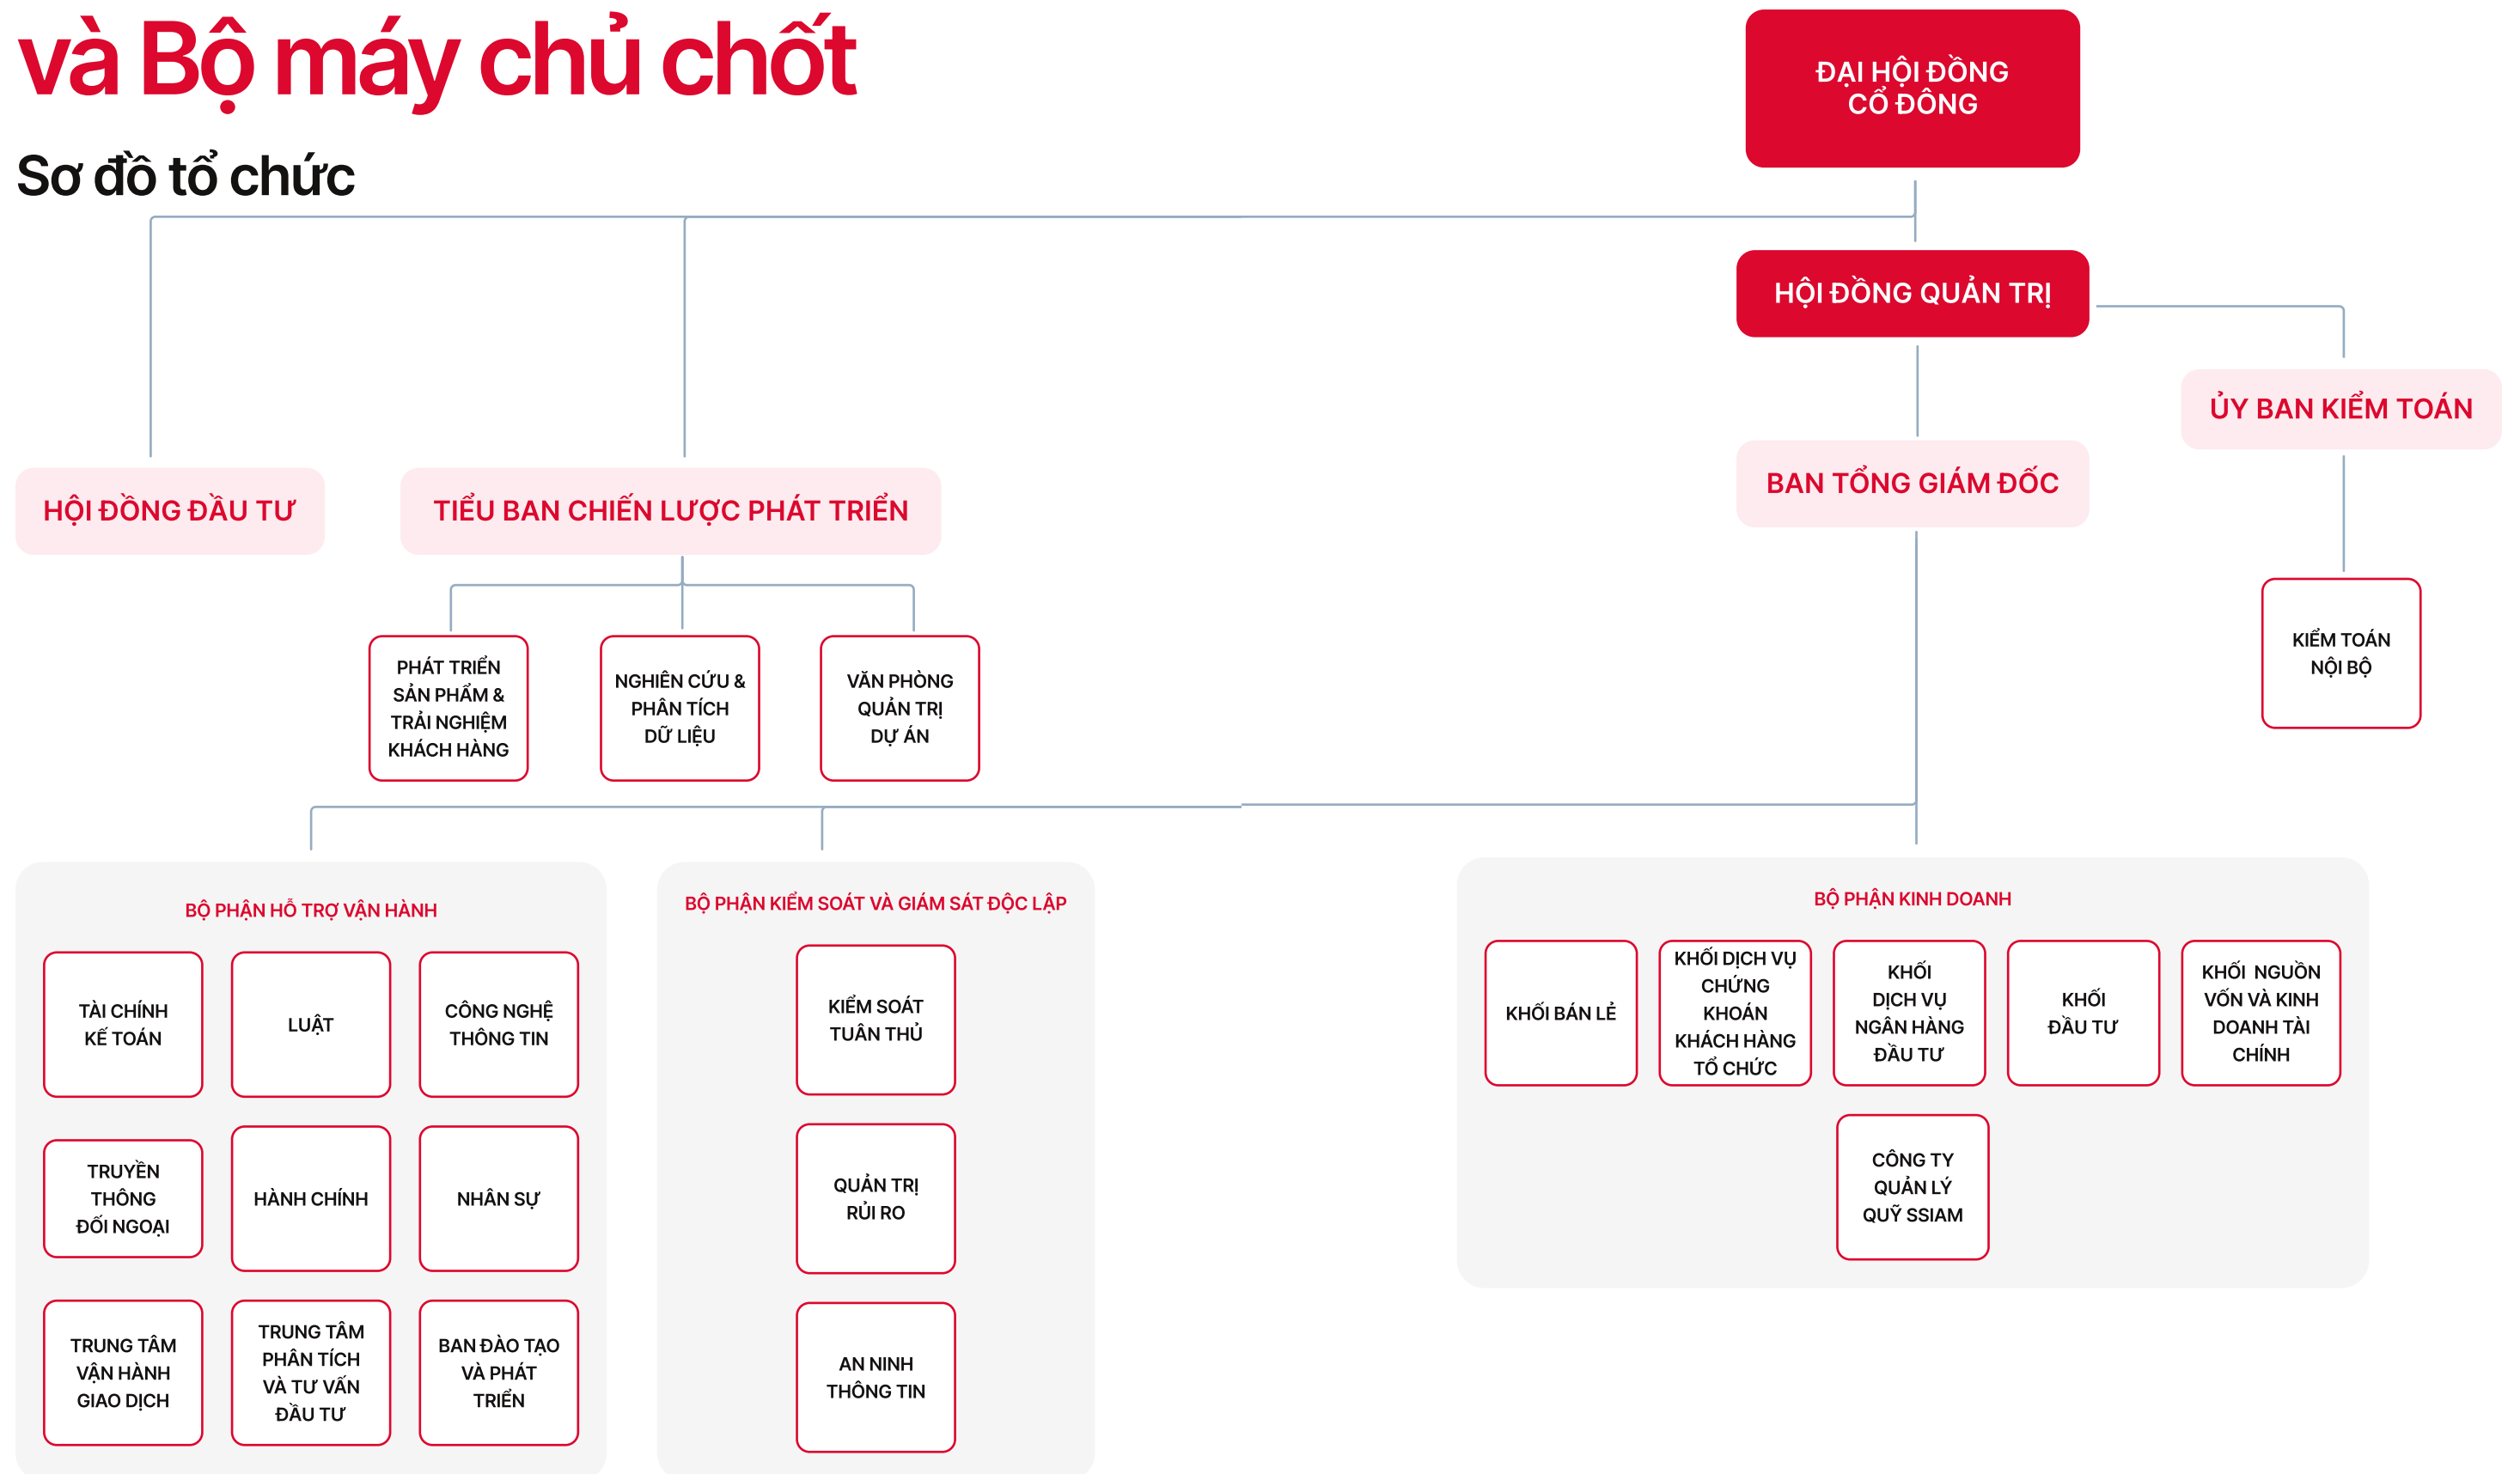 và Bộ máy chủ chốt
Sơ đồ tổ chức
ĐẠI HỘI ĐỒNG
CỔ ĐÔNG
HỘI ĐỒNG QUẢN TRỊ
ỦY BAN KIỂM TOÁN
BAN TỔNG GIÁM ĐỐC
HỘI ĐỒNG ĐẦU TƯ
TIỂU BAN CHIẾN LƯỢC PHÁT TRIỂN
KIỂM TOÁN
NỘI BỘ
PHÁT TRIỂN
SẢN PHẨM &
TRẢI NGHIỆM
KHÁCH HÀNG
NGHIÊN CỨU &
PHÂN TÍCH
DỮ LIỆU
VĂN PHÒNG
QUẢN TRỊ
DỰ ÁN
BỘ PHẬN HỖ TRỢ VẬN HÀNH
TÀI CHÍNH
KẾ TOÁN
LUẬT
CÔNG NGHỆ
THÔNG TIN
TRUYỀN
THÔNG
ĐỐI NGOẠI
HÀNH CHÍNH
NHÂN SỰ
TRUNG TÂM
VẬN HÀNH
GIAO DỊCH
TRUNG TÂM
PHÂN TÍCH
VÀ TƯ VẤN
ĐẦU TƯ
BAN ĐÀO TẠO
VÀ PHÁT
TRIỂN
BỘ PHẬN KIỂM SOÁT VÀ GIÁM SÁT ĐỘC LẬP
KIỂM SOÁT
TUÂN THỦ
QUẢN TRỊ
RỦI RO
AN NINH
THÔNG TIN
BỘ PHẬN KINH DOANH
KHỐI BÁN LẺ
KHỐI DỊCH VỤ
CHỨNG
KHOÁN
KHÁCH HÀNG
TỔ CHỨC
KHỐI
DỊCH VỤ
NGÂN HÀNG
ĐẦU TƯ
KHỐI
ĐẦU TƯ
KHỐI NGUỒN
VỐN VÀ KINH
DOANH TÀI
CHÍNH
CÔNG TY
QUẢN LÝ
QUỸ SSIAM